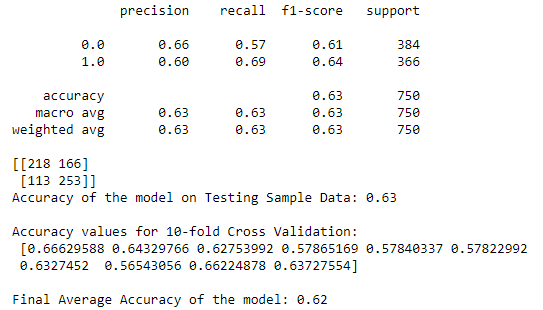 precision recall f1-score support
0.0 0.66 0.57 0.61 384
1.0 0.60 0.69 0.64 366
accuracy 0.63 750
macro avg 0.63 0.63 0.63 750
weighted avg 0.63 0.63 0.63 750
[[218 166]
[113 253]]
Accuracy of the model on Testing Sample Data: 0.63
Accuracy values for 10-fold Cross Validation:
[0.66629588 0.64329766 0.62753992 0.57865169 0.57840337 0.57822992
0.6327452 0.56543056 0.66224878 0.63727554]
Final Average Accuracy of the model: 0.62